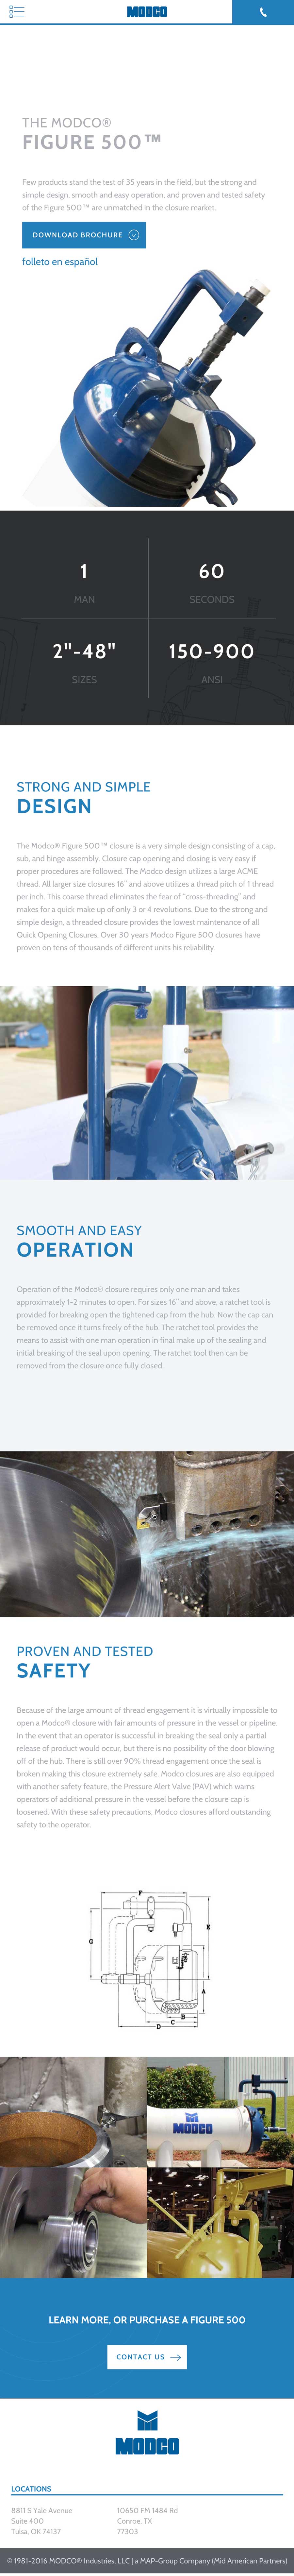 MODCO
THE MODCO®
FIGURE 500™
Few products stand the test of 35 years in the field, but the strong and
simple design, smooth and easy operation, and proven and tested safety
of the Figure 500™ are unmatched in the closure market.
DOWNLOAD BROCHURE
folleto en español
1
MAN
60
SECONDS
2"-48"
SIZES
150-900
ANSI
STRONG AND SIMPLE
DESIGN
The Modco® Figure 500™ closure is a very simple design consisting of a cap,
sub, and hinge assembly. Closure cap opening and closing is very easy if
proper procedures are followed. The Modco design utilizes a large ACME
thread. All larger size closures 16″ and above utilizes a thread pitch of 1 thread
per inch. This coarse thread eliminates the fear of ″cross-threading″ and
makes for a quick make up of only 3 or 4 revolutions. Due to the strong and
simple design, a threaded closure provides the lowest maintenance of all
Quick Opening Closures. Over 30 years Modco Figure 500 closures have
proven on tens of thousands of different units his reliability.
SMOOTH AND EASY
OPERATION
Operation of the Modco® closure requires only one man and takes
approximately 1-2 minutes to open. For sizes 16″ and above, a ratchet tool is
provided for breaking open the tightened cap from the hub. Now the cap can
be removed once it turns freely of the hub. The ratchet tool provides the
means to assist with one man operation in final make up of the sealing and
initial breaking of the seal upon opening. The ratchet tool then can be
removed from the closure once fully closed.
PROVEN AND TESTED
SAFETY
Because of the large amount of thread engagement it is virtually impossible to
open a Modco® closure with fair amounts of pressure in the vessel or pipeline.
In the event that an operator is successful in breaking the seal only a partial
release of product would occur, but there is no possibility of the door blowing
off of the hub. There is still over 90% thread engagement once the seal is
broken making this closure extremely safe. Modco closures are also equipped
with another safety feature, the Pressure Alert Valve (PAV) which warns
operators of additional pressure in the vessel before the closure cap is
loosened. With these safety precautions, Modco closures afford outstanding
safety to the operator.
F
G
E
A
B
C
D
MODCO
LEARN MORE, OR PURCHASE A FIGURE 500
CONTACT US
MODCO
LOCATIONS
8811 S Yale Avenue
Suite 400
Tulsa, OK 74137
10650 FM 1484 Rd
Conroe, TX
77303
© 1981-2016 MODCO® Industries, LLC | a MAP-Group Company (Mid American Partners)